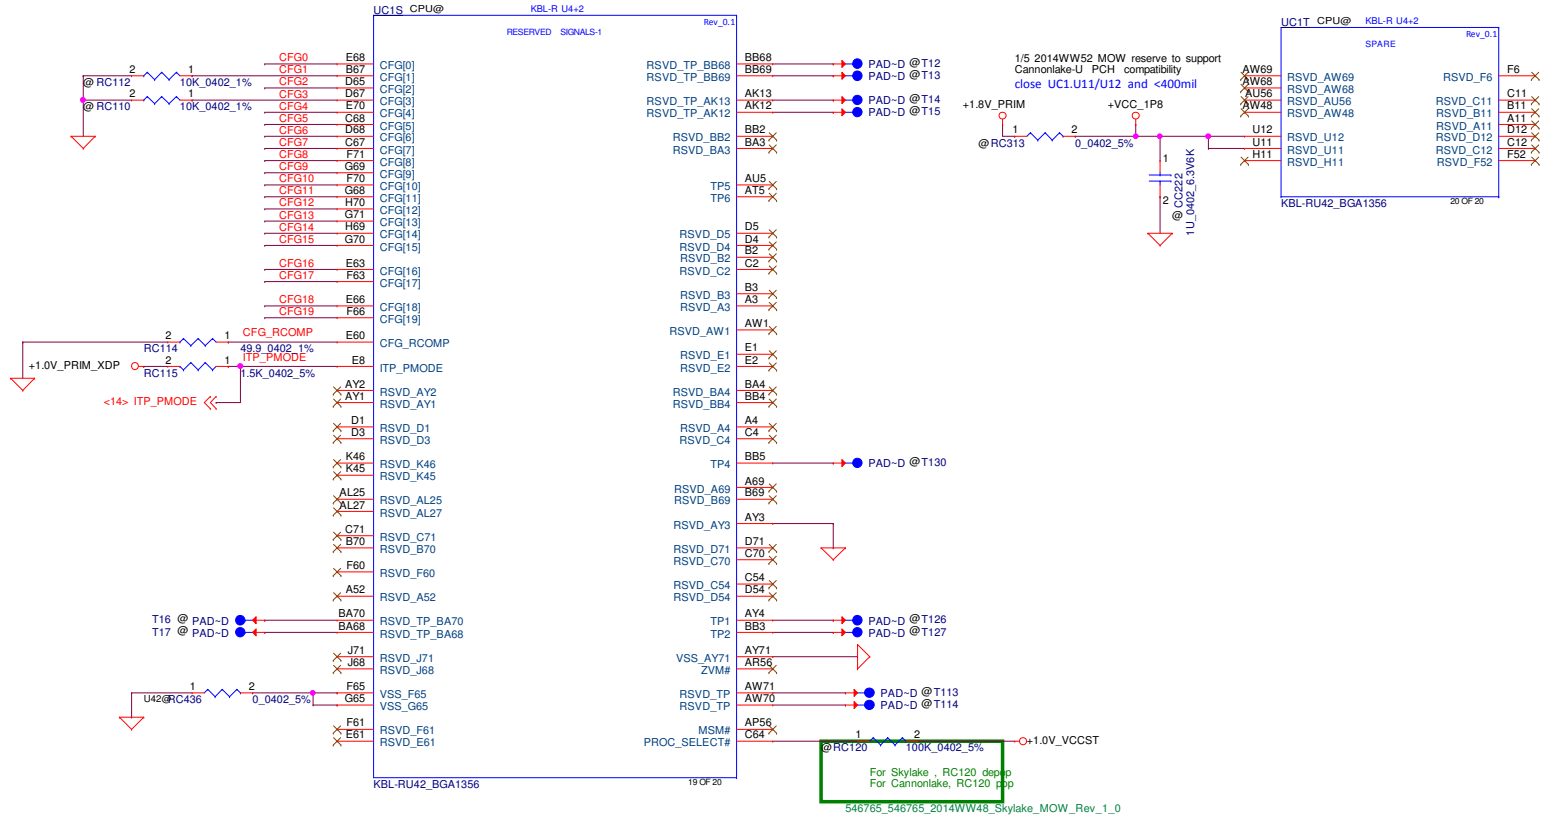 UC1S CPU@ KBL-R U4+2
Rev_0.1
RESERVED SIGNALS-1
CFG0 E68 CFG[0]
@ RC112 2 1 10K_0402_1% CFG1 B67 CFG[1]
CFG2 D65 CFG[2]
@ RC110 2 1 10K_0402_1% CFG3 D67 CFG[3]
CFG4 E70 CFG[4]
CFG5 C68 CFG[5]
CFG6 D68 CFG[6]
CFG7 C67 CFG[7]
CFG8 F71 CFG[8]
CFG9 G69 CFG[9]
CFG10 F70 CFG[10]
CFG11 G68 CFG[11]
CFG12 H70 CFG[12]
CFG13 G71 CFG[13]
CFG14 H69 CFG[14]
CFG15 G70 CFG[15]
CFG16 E63 CFG[16]
CFG17 F63 CFG[17]
CFG18 E66 CFG[18]
CFG19 F66 CFG[19]
RC114 2 1 49.9_0402_1% CFG_RCOMP E60 CFG_RCOMP
+1.0V_PRIM_XDP RC115 2 1 1.5K_0402_5% ITP_PMODE E8 ITP_PMODE
<14> ITP_PMODE
AY2 RSVD_AY2
AY1 RSVD_AY1
D1 RSVD_D1
D3 RSVD_D3
K46 RSVD_K46
K45 RSVD_K45
AL25 RSVD_AL25
AL27 RSVD_AL27
C71 RSVD_C71
B70 RSVD_B70
F60 RSVD_F60
A52 RSVD_A52
T16 @ PAD~D BA70 RSVD_TP_BA70
T17 @ PAD~D BA68 RSVD_TP_BA68
J71 RSVD_J71
J68 RSVD_J68
U42@RC436 1 2 0_0402_5% F65 VSS_F65
G65 VSS_G65
F61 RSVD_F61
E61 RSVD_E61
RSVD_TP_BB68 BB68 PAD~D @T12
RSVD_TP_BB69 BB69 PAD~D @T13
RSVD_TP_AK13 AK13 PAD~D @T14
RSVD_TP_AK12 AK12 PAD~D @T15
RSVD_BB2 BB2
RSVD_BA3 BA3
TP5 AU5
TP6 AT5
RSVD_D5 D5
RSVD_D4 D4
RSVD_B2 B2
RSVD_C2 C2
RSVD_B3 B3
RSVD_A3 A3
RSVD_AW1 AW1
RSVD_E1 E1
RSVD_E2 E2
RSVD_BA4 BA4
RSVD_BB4 BB4
RSVD_A4 A4
RSVD_C4 C4
TP4 BB5 PAD~D @T130
RSVD_A69 A69
RSVD_B69 B69
RSVD_AY3 AY3
RSVD_D71 D71
RSVD_C70 C70
RSVD_C54 C54
RSVD_D54 D54
TP1 AY4 PAD~D @T126
TP2 BB3 PAD~D @T127
VSS_AY71 AY71
ZVM# AR56
RSVD_TP AW71 PAD~D @T113
RSVD_TP AW70 PAD~D @T114
MSM# AP56
PROC_SELECT# C64 @RC120 1 2 100K_0402_5% +1.0V_VCCST
For Skylake , RC120 depop
For Cannonlake, RC120 pop
546765_546765_2014WW48_Skylake_MOW_Rev_1_0
KBL-RU42_BGA1356 19 OF 20
1/5 2014WW52 MOW reserve to support
Cannonlake-U PCH compatibility
close UC1.U11/U12 and <400mil
+1.8V_PRIM +VCC_1P8
@RC313 1 2 0_0402_5%
1
2
@ CC222
1U_0402_6.3V6K
UC1T CPU@ KBL-R U4+2
Rev_0.1
SPARE
AW69 RSVD_AW69
AW68 RSVD_AW68
AU56 RSVD_AU56
AW48 RSVD_AW48
U12 RSVD_U12
U11 RSVD_U11
H11 RSVD_H11
RSVD_F6 F6
RSVD_C11 C11
RSVD_B11 B11
RSVD_A11 A11
RSVD_D12 D12
RSVD_C12 C12
RSVD_F52 F52
KBL-RU42_BGA1356 20 OF 20